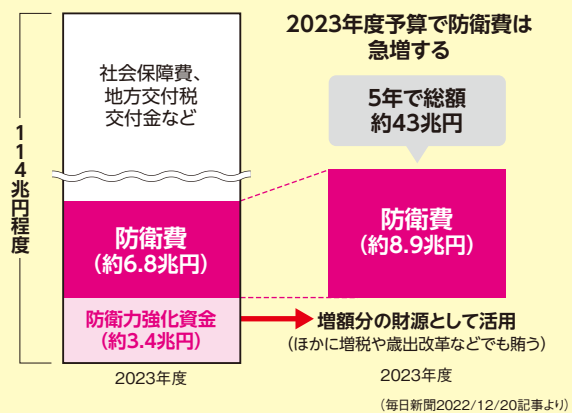 2023年度予算で防衛費は
急増する
114兆円程度
社会保障費、
地方交付税
交付金など
防衛費
（約6.8兆円）
防衛力強化資金
（約3.4兆円）
2023年度
5年で総額
約43兆円
防衛費
（約8.9兆円）
増額分の財源として活用
（ほかに増税や歳出改革などでも賄う）
2023年度
（毎日新聞2022/12/20記事より）